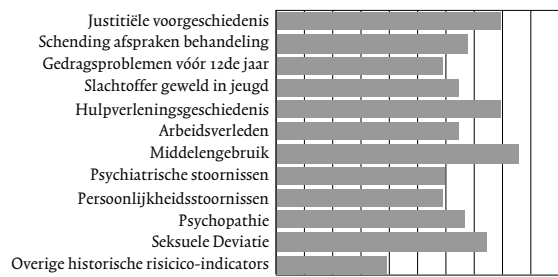 Justitiële voorgeschiedenis
Schending afspraken behandeling
Gedragsproblemen vóór 12de jaar
Slachtoffer geweld in jeugd
Hulpverleningsgeschiedenis
Arbeidsverleden
Middelengebruik
Psychiatrische stoornissen
Persoonlijkheidsstoornissen
Psychopathie
Seksuele Deviatie
Overige historische risicico-indicators